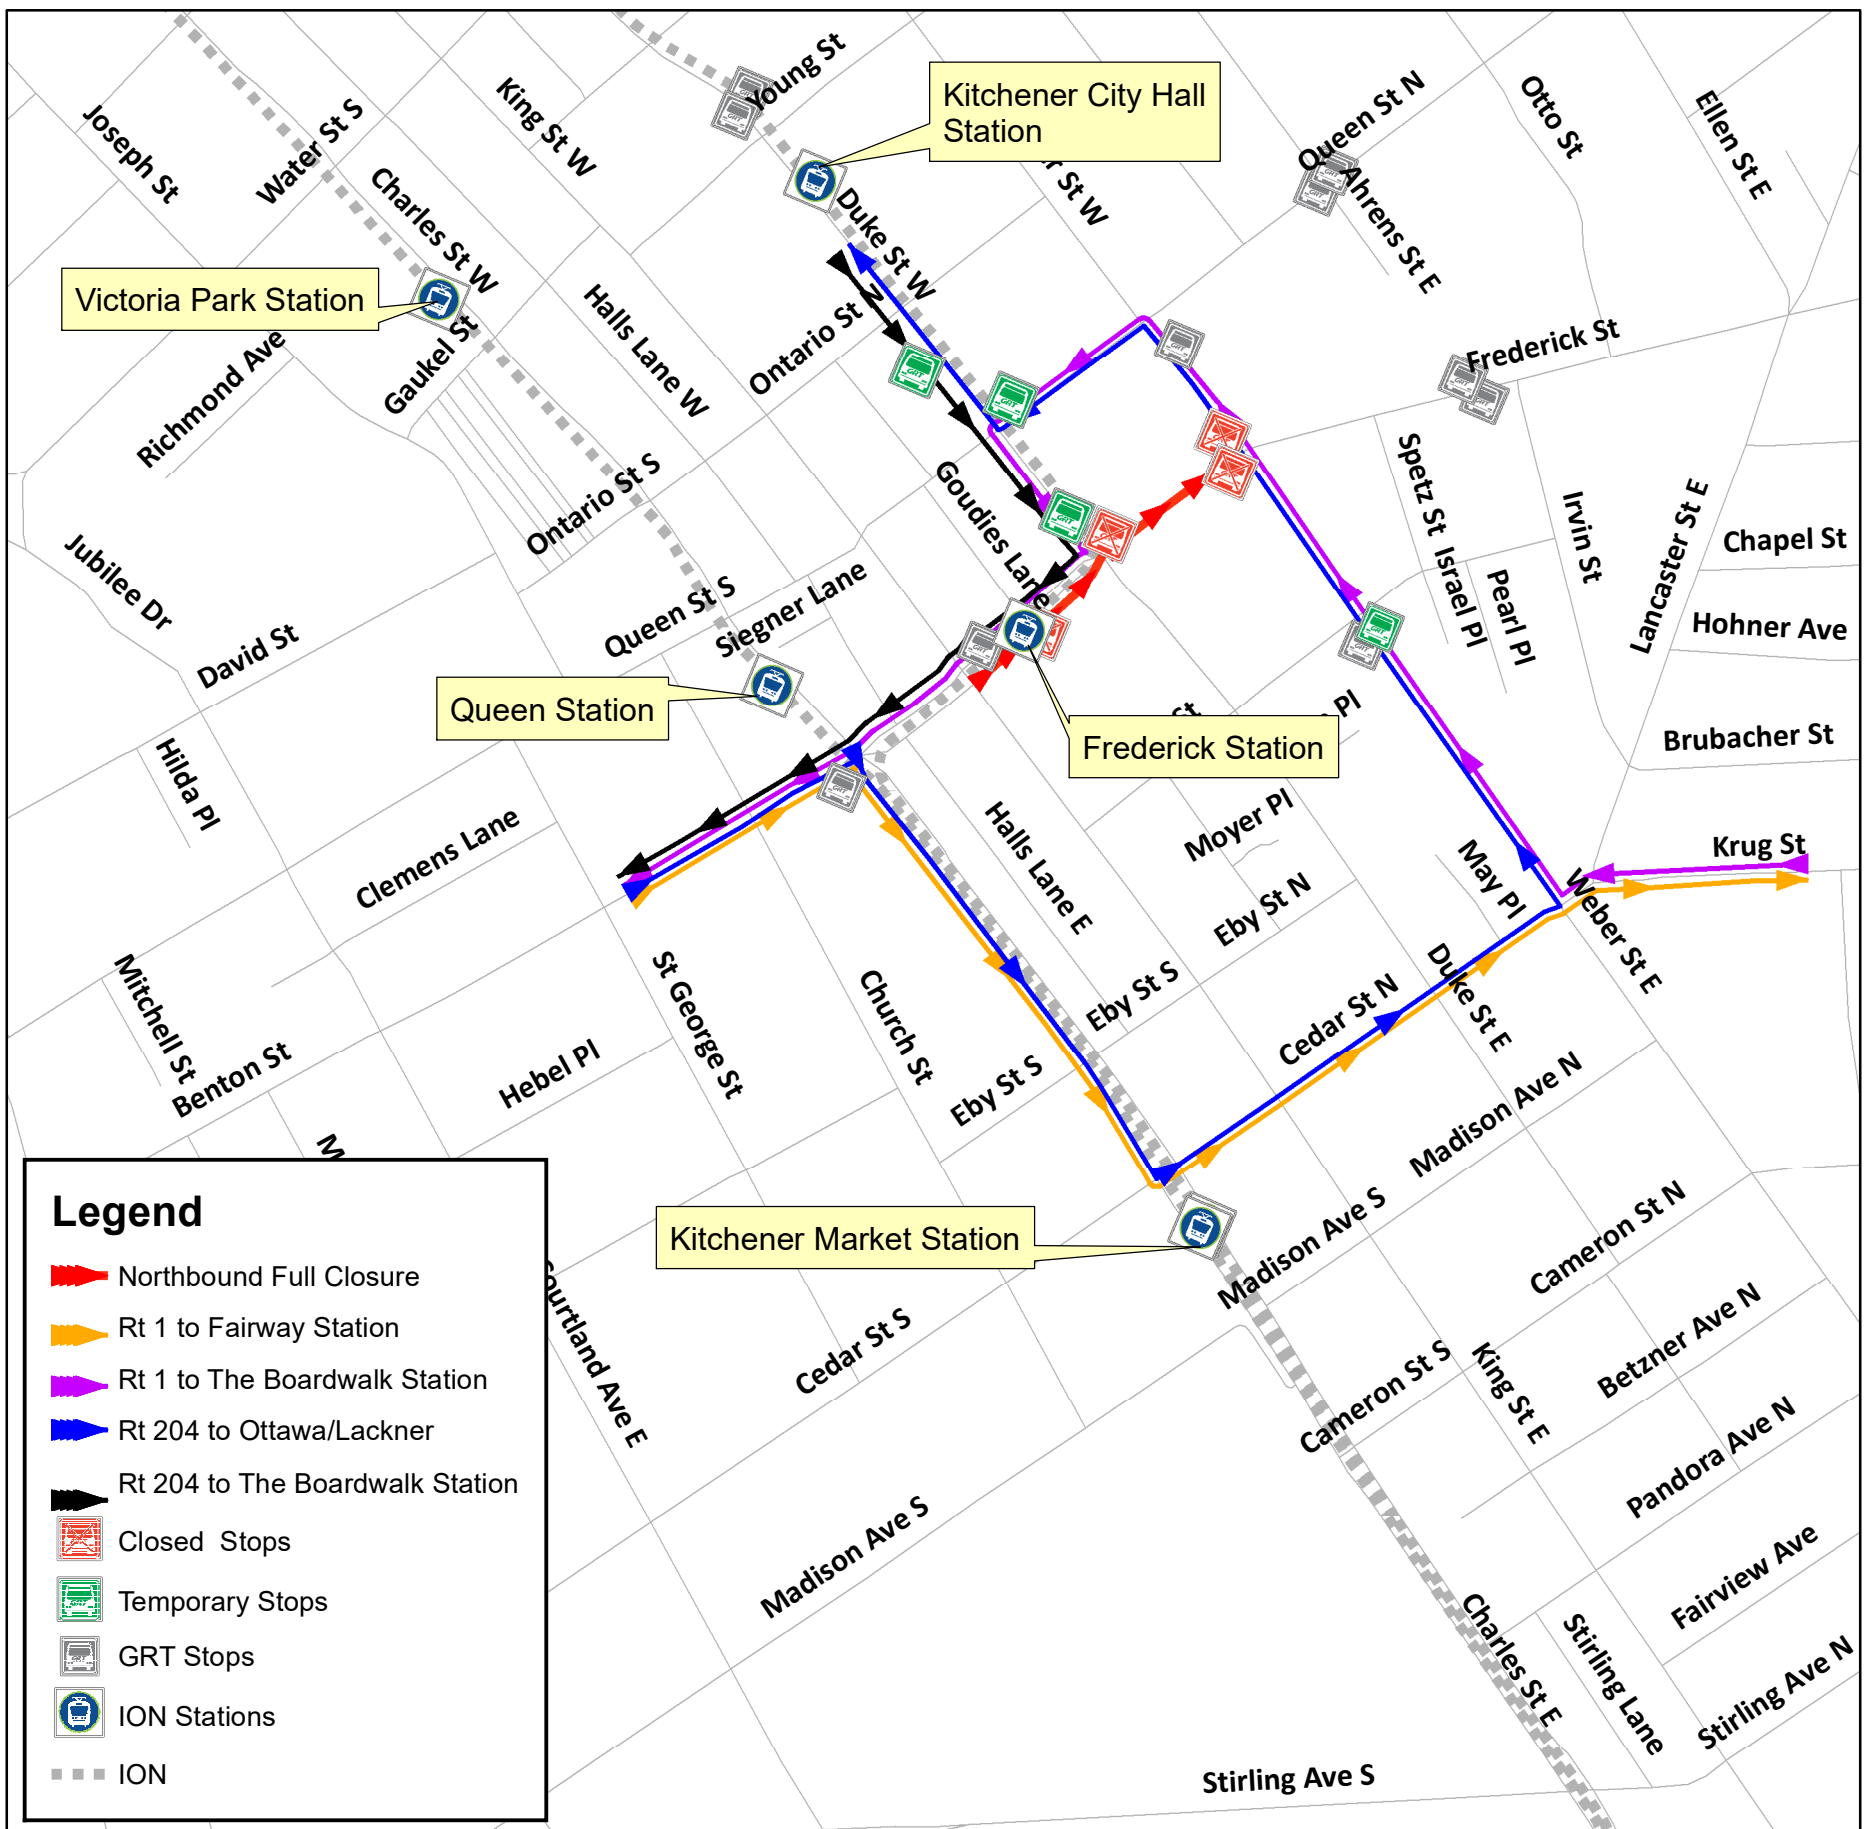 Young St
Kitchener City Hall
Station
King St W
Queen St N
Otto St
Ellen St E
Joseph St
Water St S
Charles St W
St W
Ahrens St E
Duke St W
Victoria Park Station
Halls Lane W
Ontario St N
Gaukel St
Richmond Ave
Frederick St
Ontario St S
Goudies Lane
Spetz St
Israel Pl
Irvin St
Pearl Pl
Lancaster St E
Chapel St
Hohner Ave
Jubilee Dr
David St
Queen St S
Siegner Lane
Queen Station
Frederick Station
St
Pl
Brubacher St
Hilda Pl
Clemens Lane
Halls Lane E
Moyer Pl
May Pl
Krug St
Weber St E
Eby St N
Mitchell St
Benton St
Hebel Pl
St George St
Church St
Eby St S
Eby St S
Cedar St N
Duke St E
Madison Ave N
M
Kitchener Market Station
Madison Ave S
Cameron St N
Courtland Ave E
Cedar St S
Cameron St S
King St E
Betzner Ave N
Pandora Ave N
Madison Ave S
Fairview Ave
Charles St E
Stirling Lane
Stirling Ave N
Stirling Ave S
Legend
Northbound Full Closure
Rt 1 to Fairway Station
Rt 1 to The Boardwalk Station
Rt 204 to Ottawa/Lackner
Rt 204 to The Boardwalk Station
Closed Stops
Temporary Stops
GRT Stops
ION Stations
ION